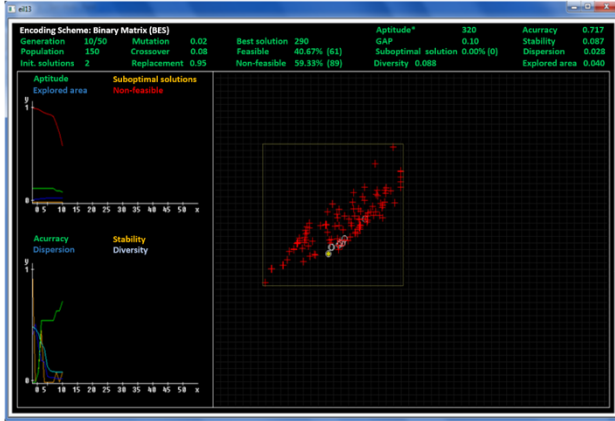 eil13
Encoding Scheme: Binary Matrix (BES) Aptitude* 320 Acurracy 0.717
Generation 10/50 Mutation 0.02 Best solution 290 GAP 0.10 Stability 0.087
Population 150 Crossover 0.08 Feasible 40.67% (61) Suboptimal solution 0.00% (0) Dispersion 0.028
Init. solutions 2 Replacement 0.95 Non-feasible 59.33% (89) Diversity 0.088 Explored area 0.040
Aptitude Suboptimal solutions
Explored area Non-feasible
y
1
0
0 5 10 15 20 25 30 35 40 45 50 x
Acurracy Stability
Dispersion Diversity
y
1
0
0 5 10 15 20 25 30 35 40 45 50 x